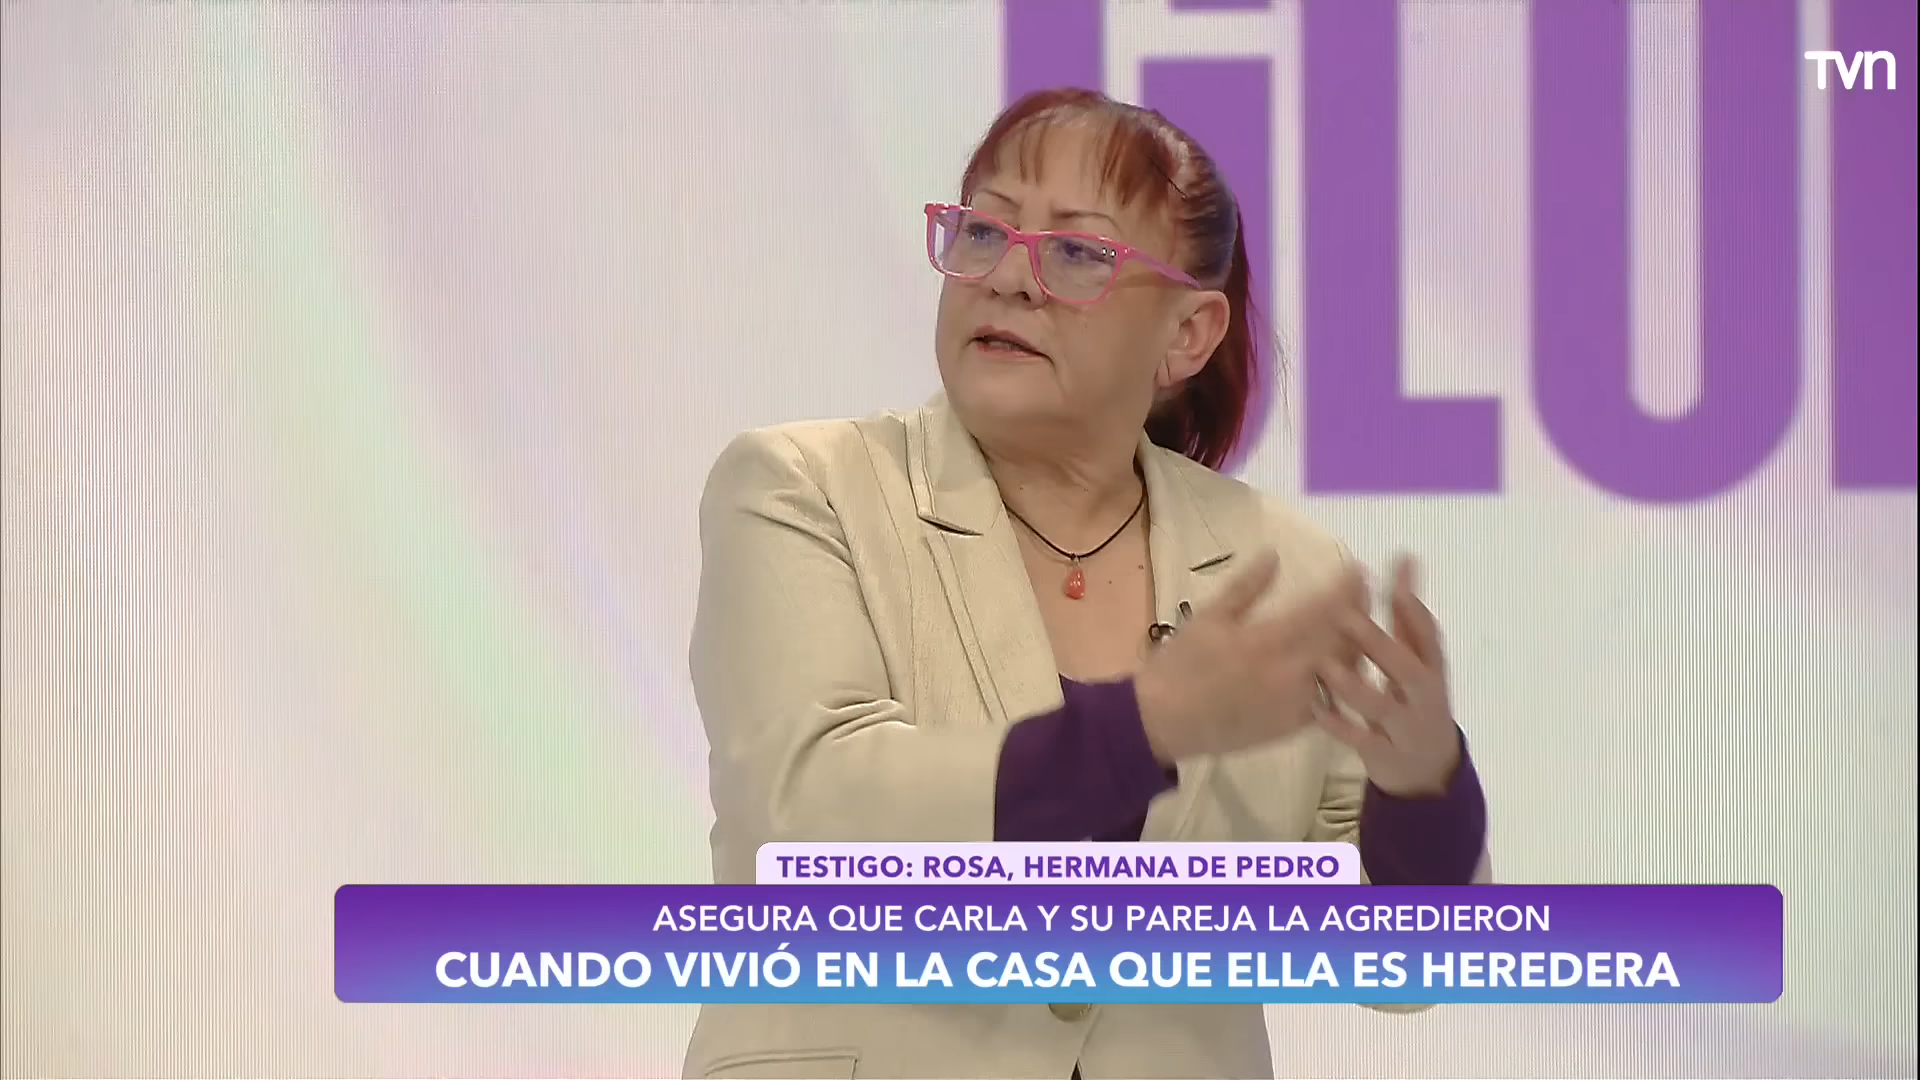 TVN
TESTIGO: ROSA, HERMANA DE PEDRO
ASEGURA QUE CARLA Y SU PAREJA LA AGREDIERON
CUANDO VIVIÓ EN LA CASA QUE ELLA ES HEREDERA